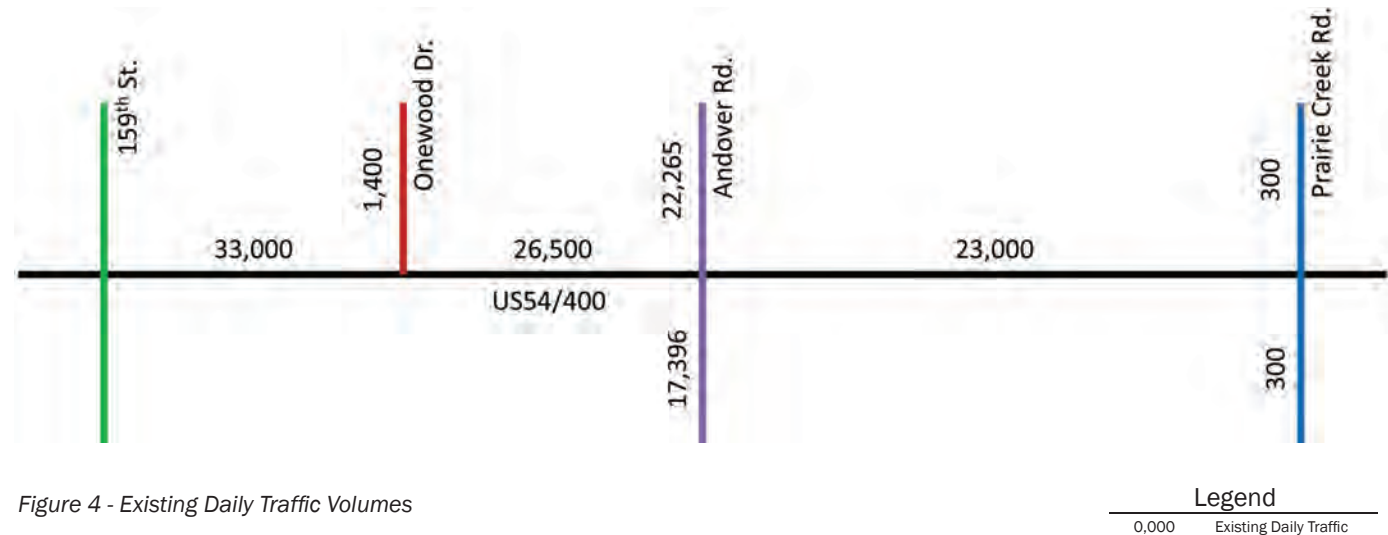 159th St.
1,400
Onewood Dr.
22,265
Andover Rd.
300
Prairie Creek Rd.
33,000
26,500
23,000
US54/400
17,396
300
Figure 4 - Existing Daily Traffic Volumes
Legend
0,000 Existing Daily Traffic